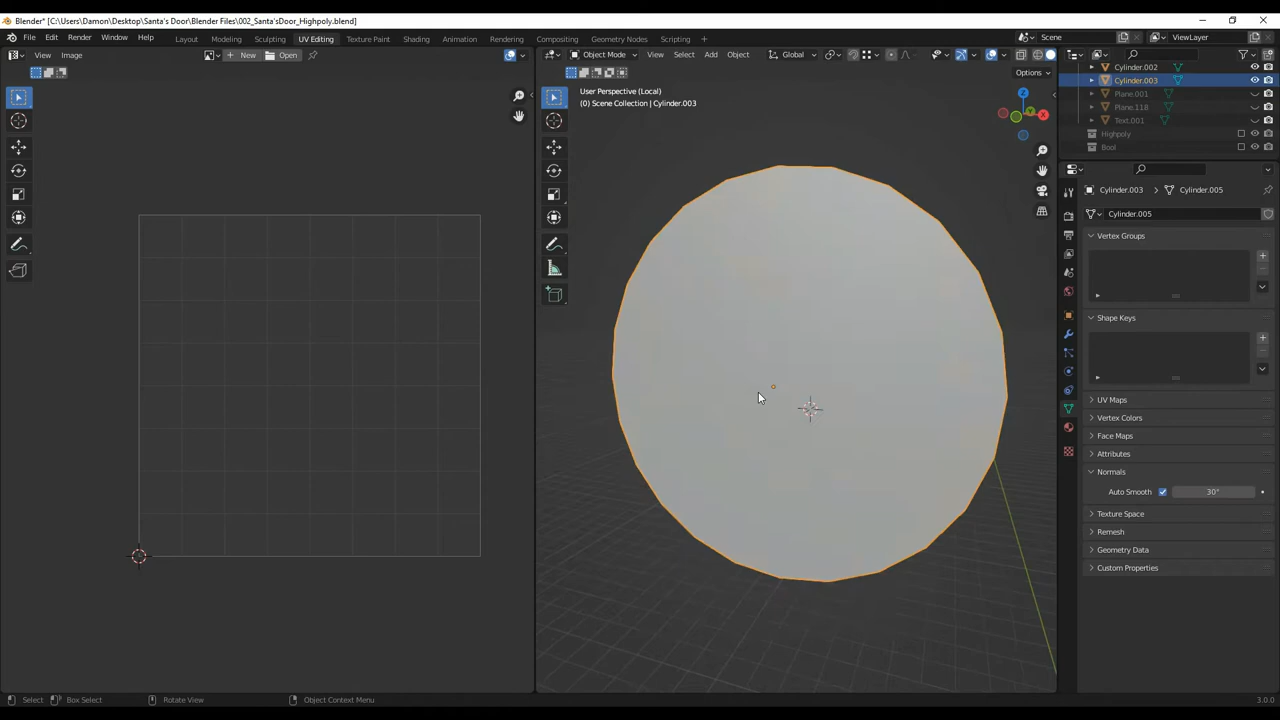 Blender* [C:\Users\Damon\Desktop\Santa's Door\Blender Files\002_Santa'sDoor_Highpoly.blend]
File Edit Render Window Help Layout Modeling Sculpting UV Editing Texture Paint Shading Animation Rendering Compositing Geometry Nodes Scripting + Scene ViewLayer
View Image New Open Object Mode View Select Add Object Global
Options
User Perspective (Local)
(0) Scene Collection | Cylinder.003
Z
Y
X
Cylinder.002
Cylinder.003
Plane.001
Plane.118
Text.001
Highpoly
Bool
Cylinder.003 > Cylinder.005
Cylinder.005
Vertex Groups
Shape Keys
UV Maps
Vertex Colors
Face Maps
Attributes
Normals
Auto Smooth 30°
Texture Space
Remesh
Geometry Data
Custom Properties
Select Box Select Rotate View Object Context Menu 3.0.0